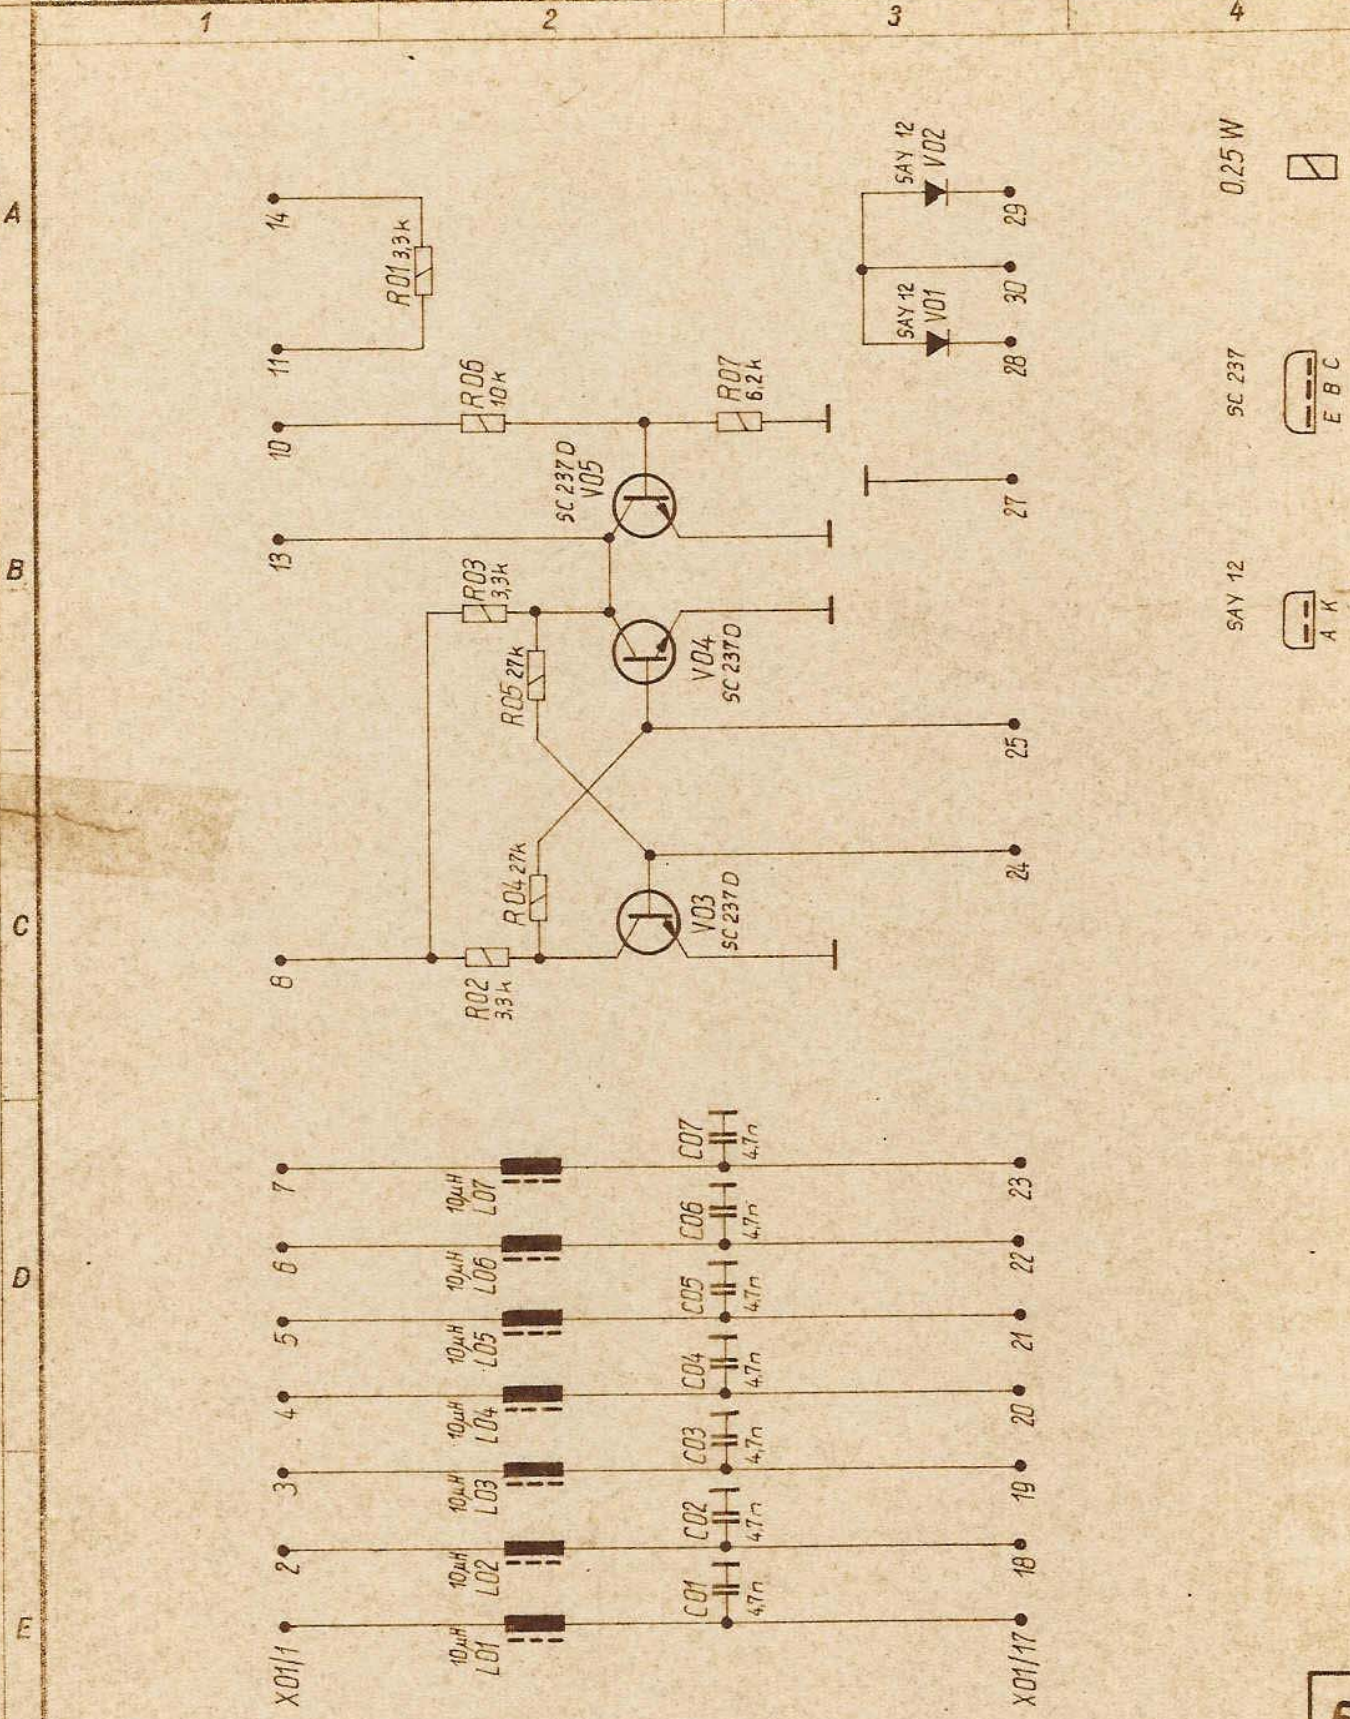 1
2
3
4
A
B
C
D
E
14
11
R01 3,3k
10
R06
10k
R07
6,2k
13
SC 237 D
V05
R03
3,3k
R05 27k
V04
SC 237 D
R04 27k
V03
SC 237 D
8
R02
3,3k
25
24
SAY 12
V02
SAY 12
V01
29
30
28
27
0,25 W
SC 237
E B C
SAY 12
A K
7
10µH
L07
C07
4,7n
23
6
10µH
L06
C06
4,7n
22
5
10µH
L05
C05
4,7n
21
4
10µH
L04
C04
4,7n
20
3
10µH
L03
C03
4,7n
19
2
10µH
L02
C02
4,7n
18
X01/1
10µH
L01
C01
4,7n
X01/17